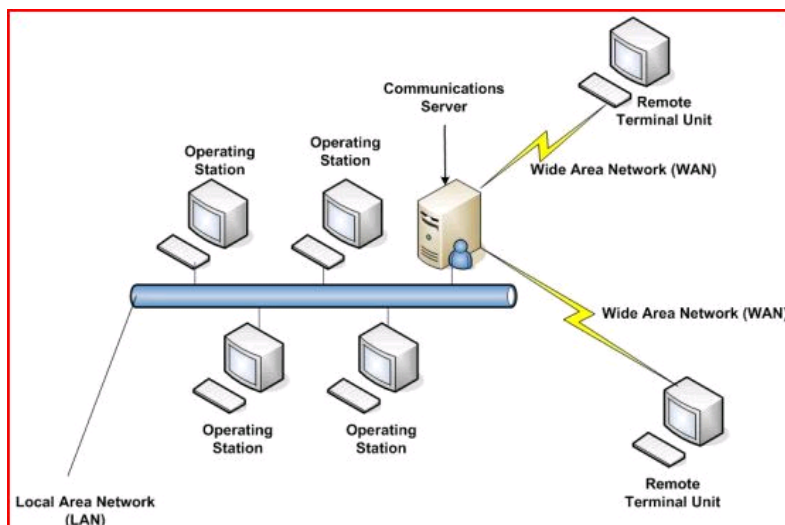 Communications
Server
Remote
Terminal Unit
Operating
Station
Operating
Station
Wide Area Network (WAN)
Wide Area Network (WAN)
Operating
Station
Operating
Station
Local Area Network
(LAN)
Remote
Terminal Unit